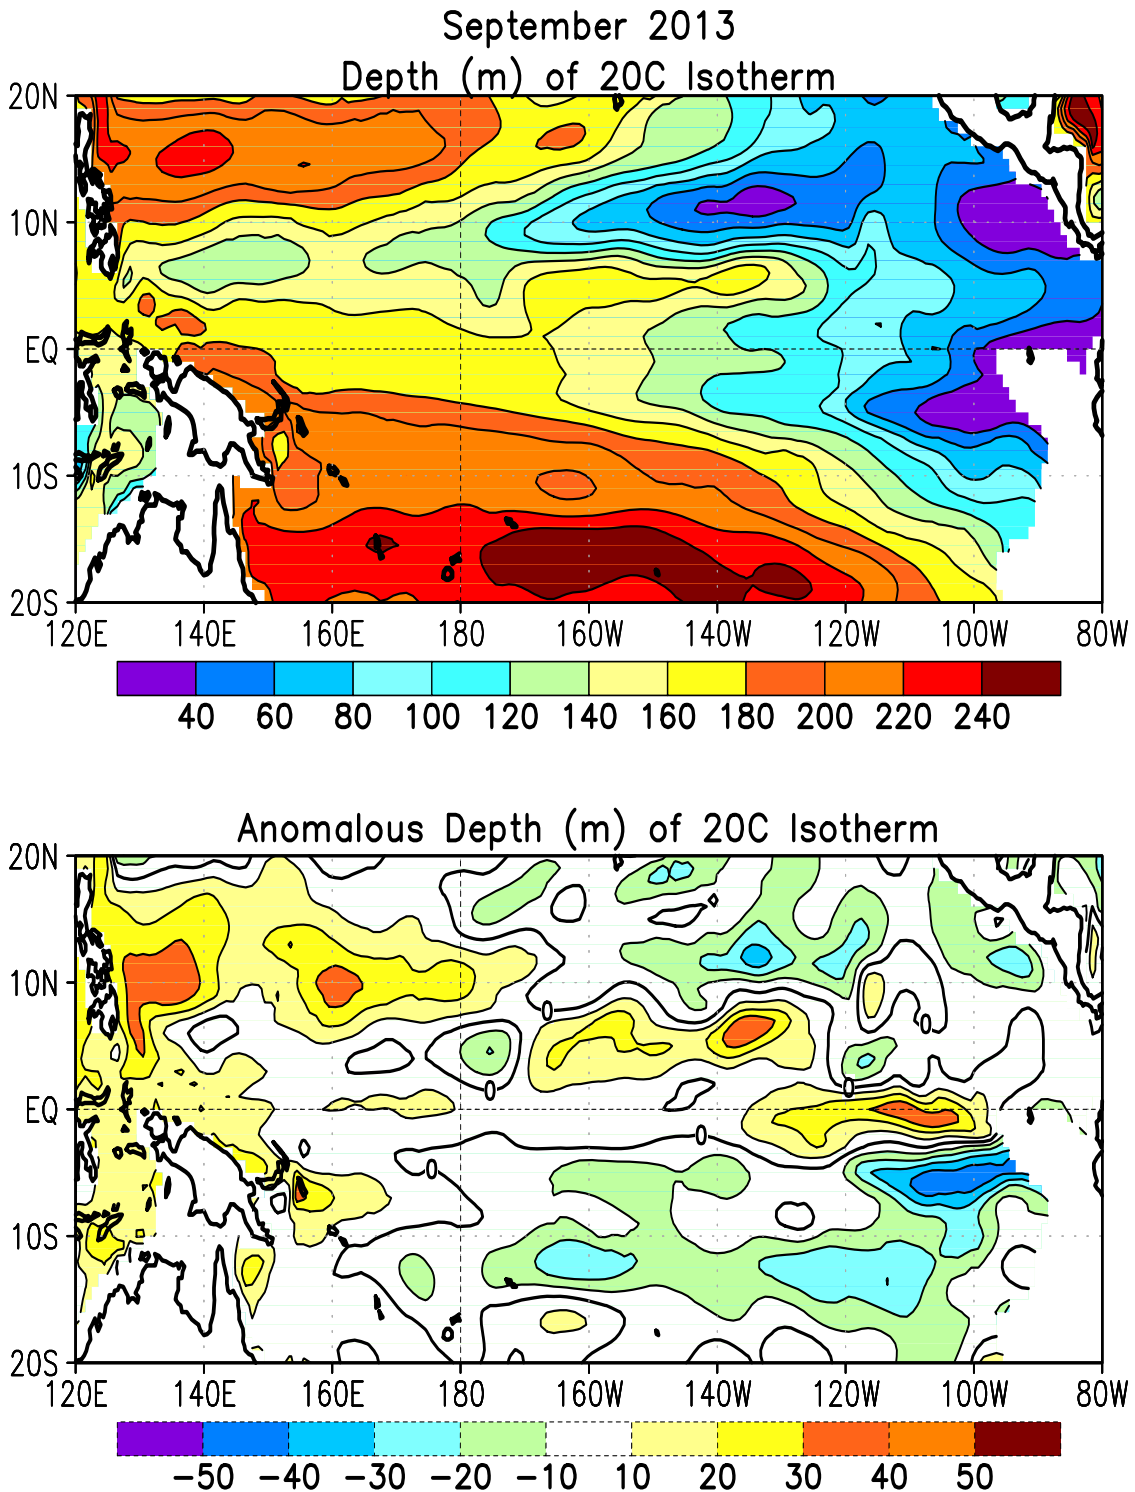 September 2013
Depth (m) of 20C Isotherm
20N
10N
EQ
10S
20S
120E 140E 160E 180 160W 140W 120W 100W 80W
40 60 80 100 120 140 160 180 200 220 240
Anomalous Depth (m) of 20C Isotherm
20N
0
10N
0
0
0
EQ
0
0
10S
20S
120E 140E 160E 180 160W 140W 120W 100W 80W
−50 −40 −30 −20 −10 10 20 30 40 50